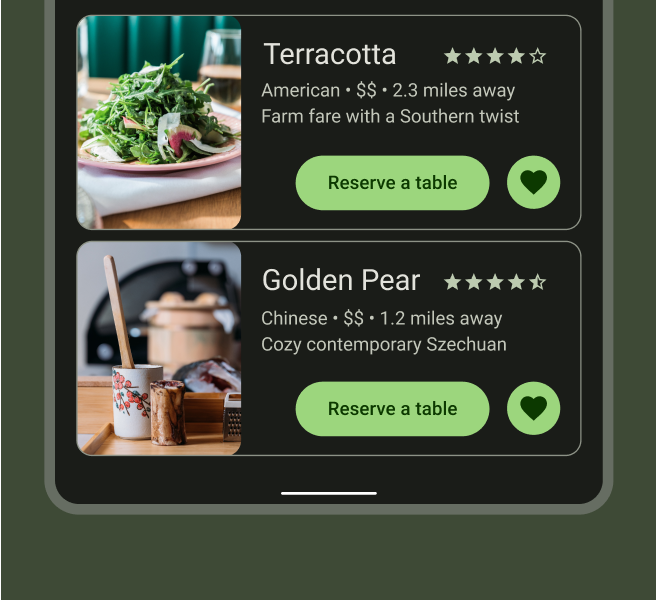 Terracotta
American • $$ • 2.3 miles away
Farm fare with a Southern twist
Reserve a table
Golden Pear
Chinese • $$ • 1.2 miles away
Cozy contemporary Szechuan
Reserve a table